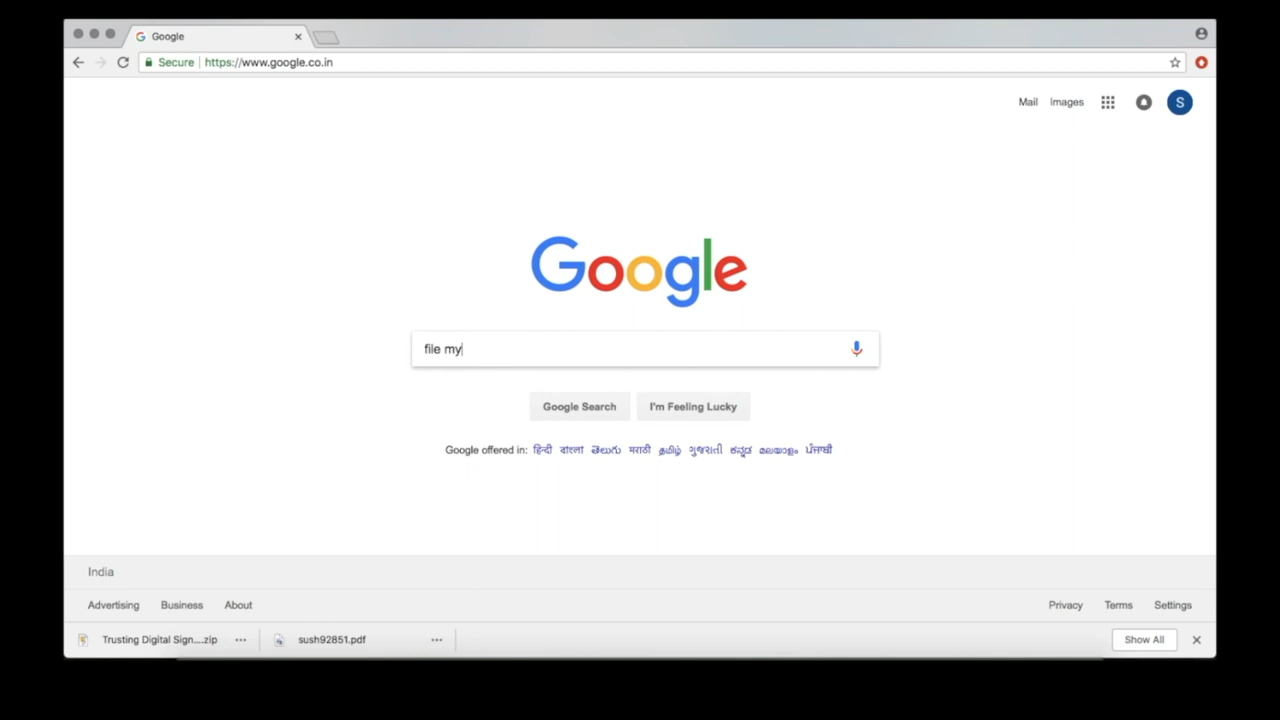 Google
Secure https://www.google.co.in
Mail Images S
Google
file my
Google Search I'm Feeling Lucky
Google offered in: हिन्दी বাংলা తెలుగు मराठी தமிழ் ગુજરાતી ಕನ್ನಡ മലയാളം ਪੰਜਾਬੀ
India
Advertising Business About Privacy Terms Settings
Trusting Digital Sign....zip sush92851.pdf Show All